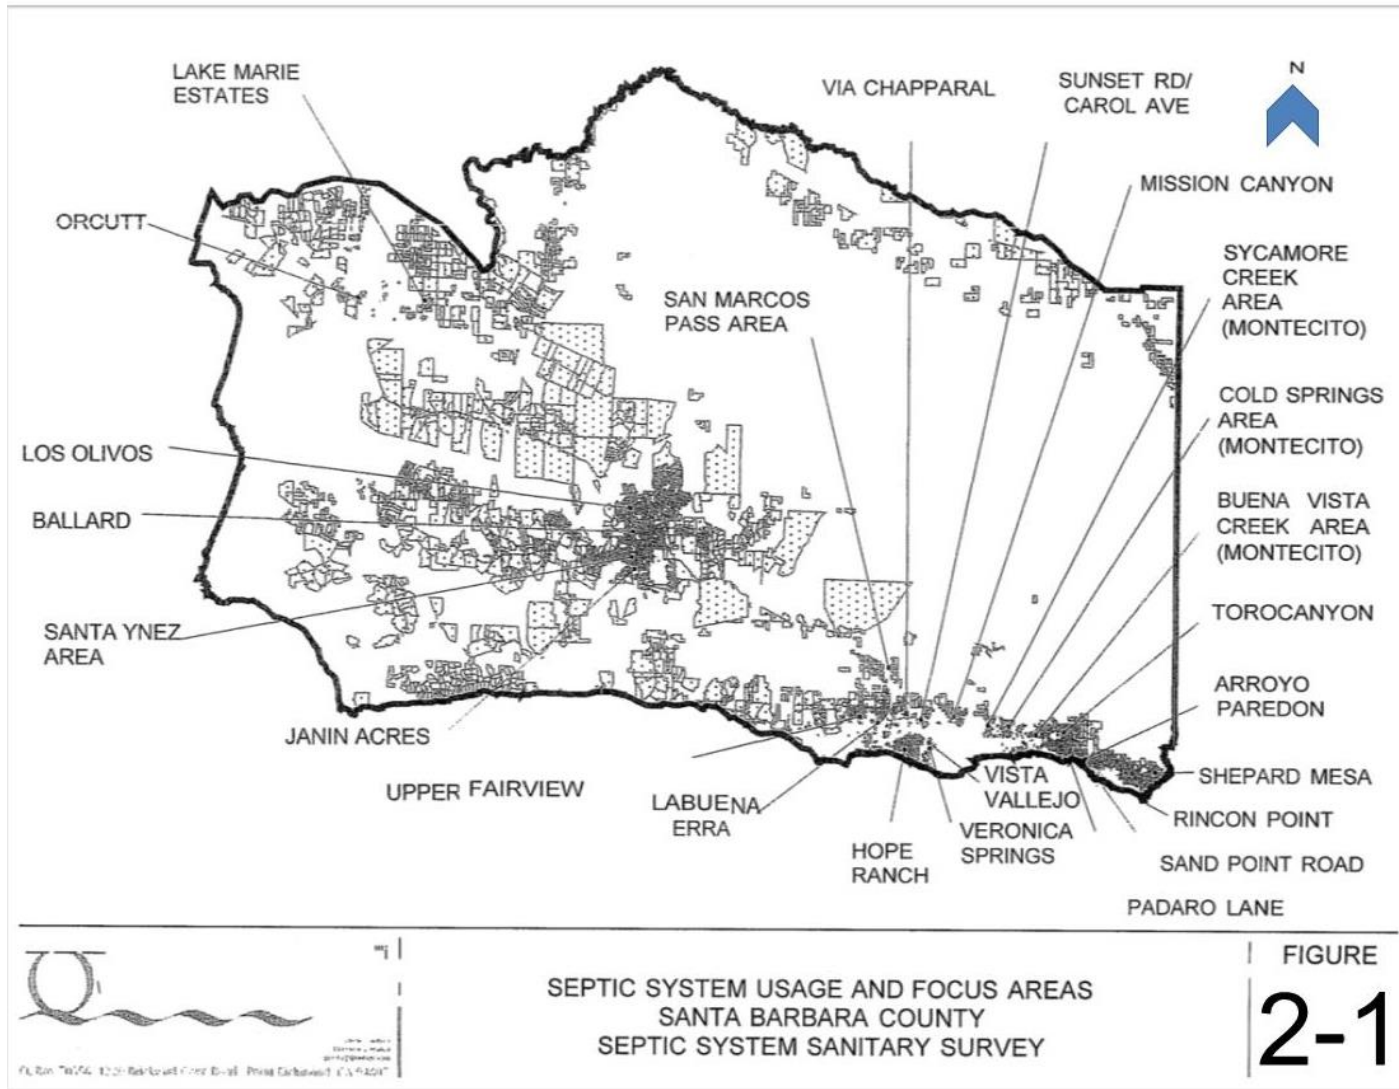 LAKE MARIE
ESTATES
VIA CHAPPARAL
SUNSET RD/
CAROL AVE
N
MISSION CANYON
ORCUTT
SYCAMORE
CREEK
AREA
(MONTECITO)
SAN MARCOS
PASS AREA
COLD SPRINGS
AREA
(MONTECITO)
LOS OLIVOS
BALLARD
BUENA VISTA
CREEK AREA
(MONTECITO)
SANTA YNEZ
AREA
TOROCANYON
ARROYO
PAREDON
JANIN ACRES
UPPER FAIRVIEW
LABUENA
ERRA
VISTA
VALLEJO
SHEPARD MESA
RINCON POINT
HOPE
RANCH
VERONICA
SPRINGS
SAND POINT ROAD
PADARO LANE
SEPTIC SYSTEM USAGE AND FOCUS AREAS
SANTA BARBARA COUNTY
SEPTIC SYSTEM SANITARY SURVEY
FIGURE
2-1